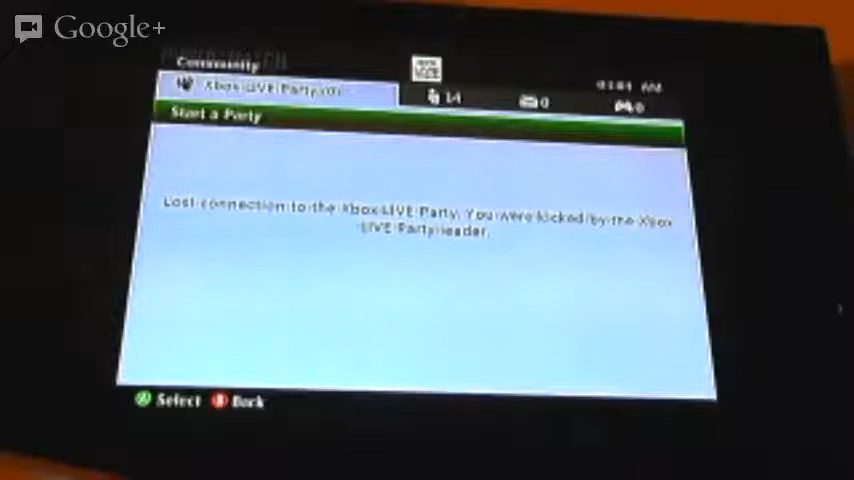 Google+
Community
Xbox LIVE Party
14
0
0
Start a Party
Lost connection to the Xbox LIVE Party. You were kicked by the Xbox
LIVE Party leader.
Select
Back